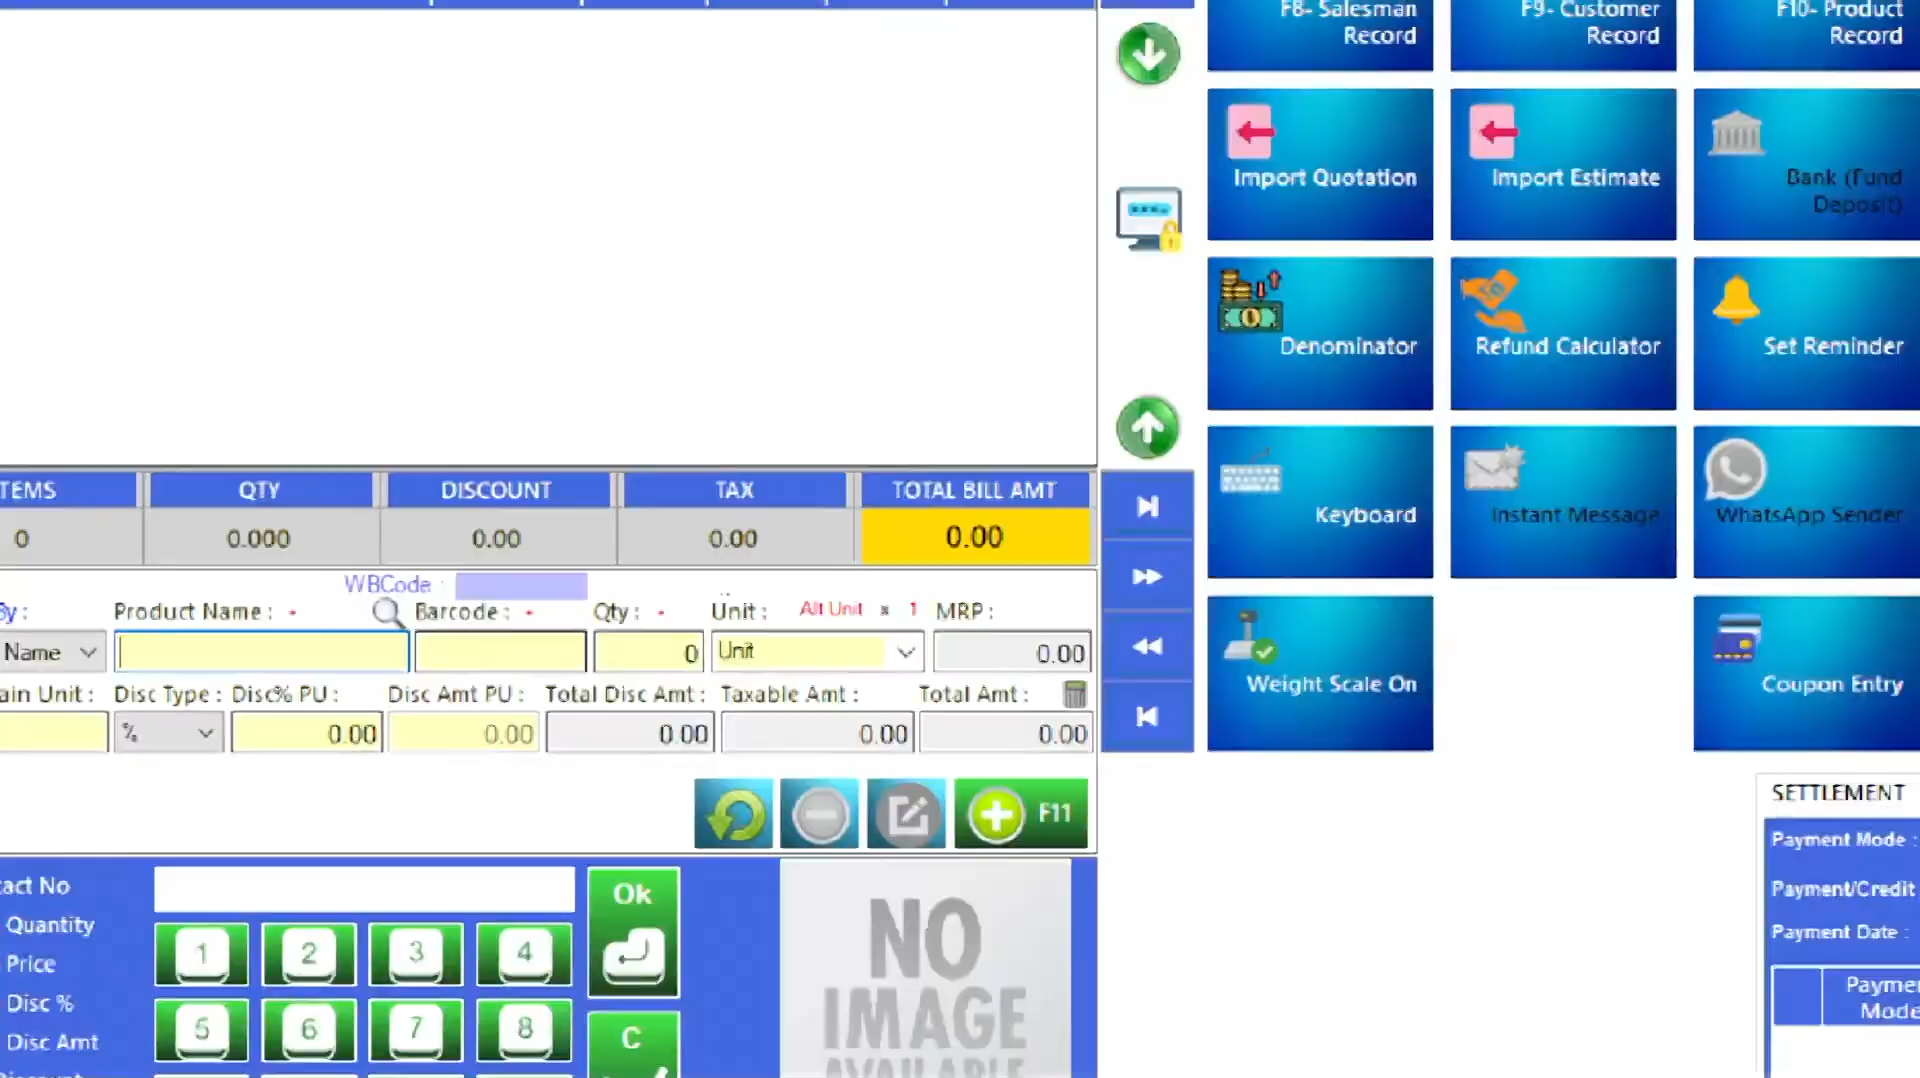 F8- Salesman
Record
F9- Customer
Record
F10- Product
Record
Import Quotation
Import Estimate
Bank (Fund
Deposit)
Denominator
Refund Calculator
Set Reminder
Keyboard
Instant Message
WhatsApp Sender
Weight Scale On
Coupon Entry
TEMS QTY DISCOUNT TAX TOTAL BILL AMT
0 0.000 0.00 0.00 0.00
WBCode :
By : Product Name : * Barcode : * Qty : * Unit : Alt Unit x 1 MRP :
Name 0 Unit 0.00
ain Unit : Disc Type : Disc% PU : Disc Amt PU : Total Disc Amt : Taxable Amt : Total Amt :
% 0.00 0.00 0.00 0.00 0.00
F11
SETTLEMENT
Payment Mode :
Payment/Credit
Payment Date :
Payme
Mode
act No
Quantity
Price
Disc %
Disc Amt
Ok
1 2 3 4
5 6 7 8
C
NO
IMAGE
AVAILABLE